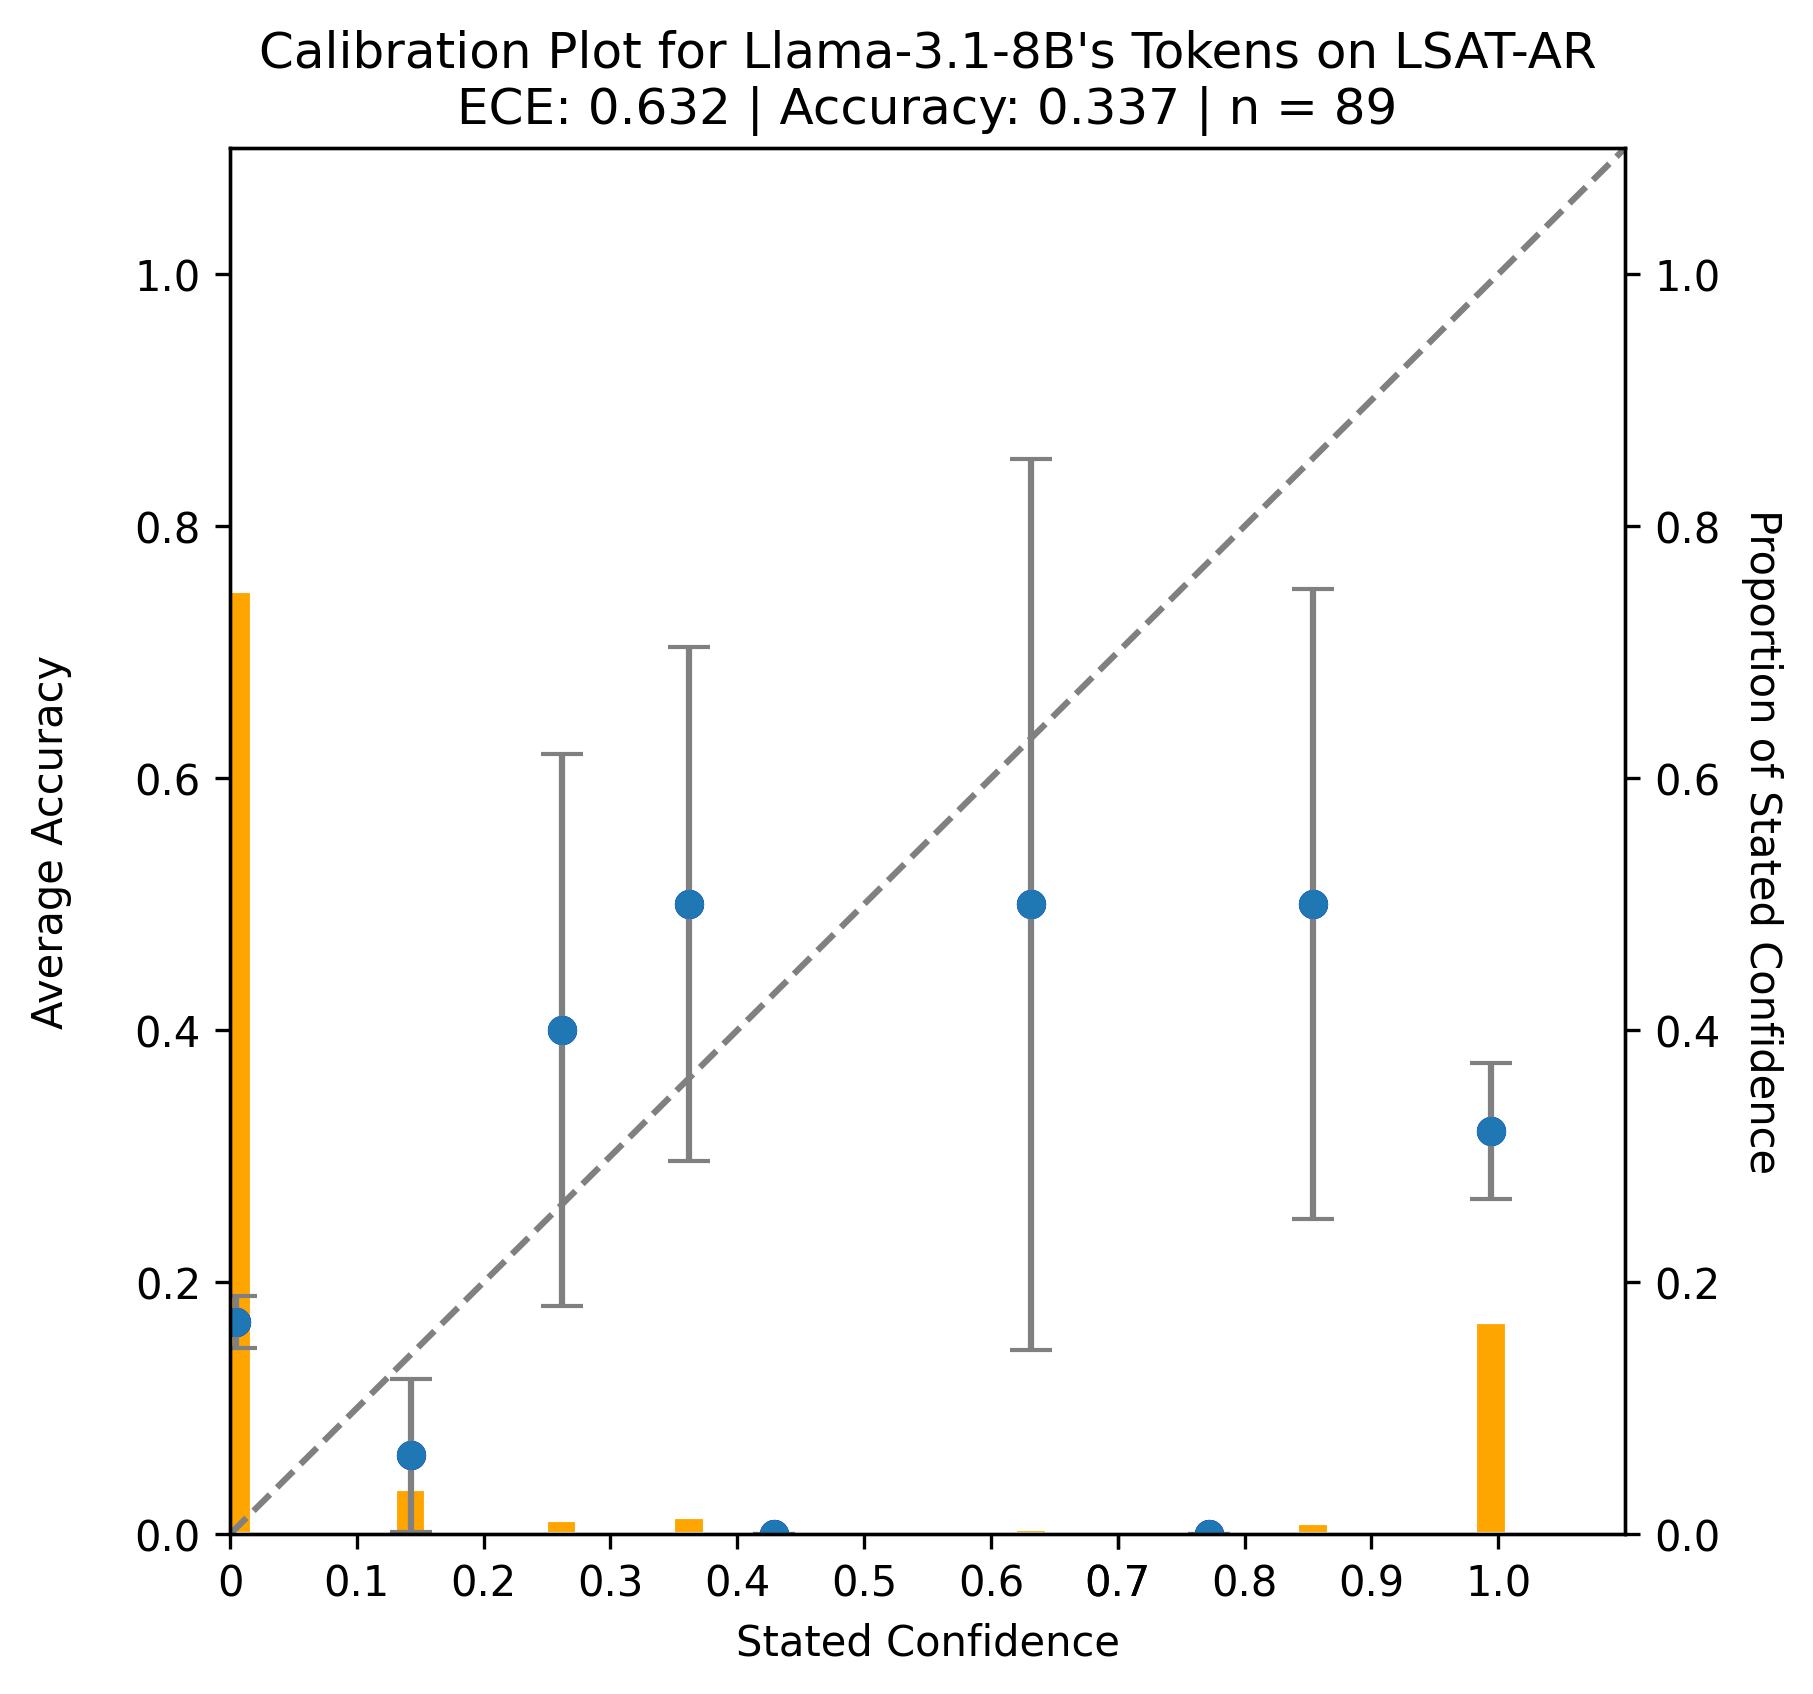 Calibration Plot for Llama-3.1-8B's Tokens on LSAT-AR
ECE: 0.632 | Accuracy: 0.337 | n = 89
Average Accuracy
1.0
0.8
0.6
0.4
0.2
0.0
0 0.1 0.2 0.3 0.4 0.5 0.6 0.7 0.8 0.9 1.0
Stated Confidence
1.0
0.8
0.6
0.4
0.2
0.0
Proportion of Stated Confidence